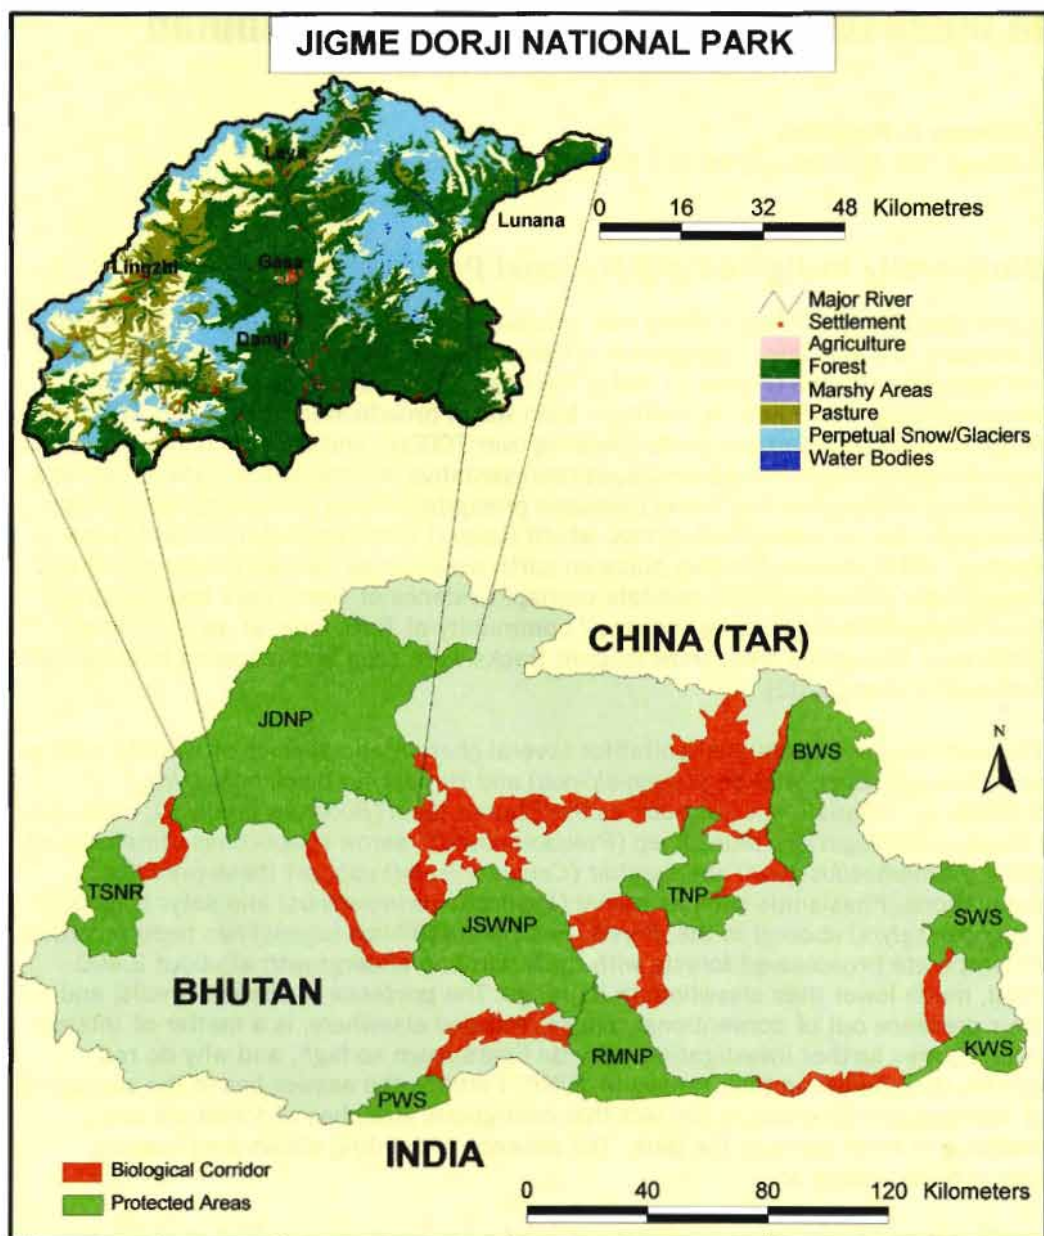 JIGME DORJI NATIONAL PARK
Laya
Lunana
0 16 32 48 Kilometres
Lingzhi
Gasa
Damji
Major River
Settlement
Agriculture
Forest
Marshy Areas
Pasture
Perpetual Snow/Glaciers
Water Bodies
CHINA (TAR)
JDNP
BWS
N
TSNR
TNP
SWS
JSWNP
BHUTAN
RMNP
KWS
PWS
INDIA
Biological Corridor
Protected Areas
0 40 80 120 Kilometers